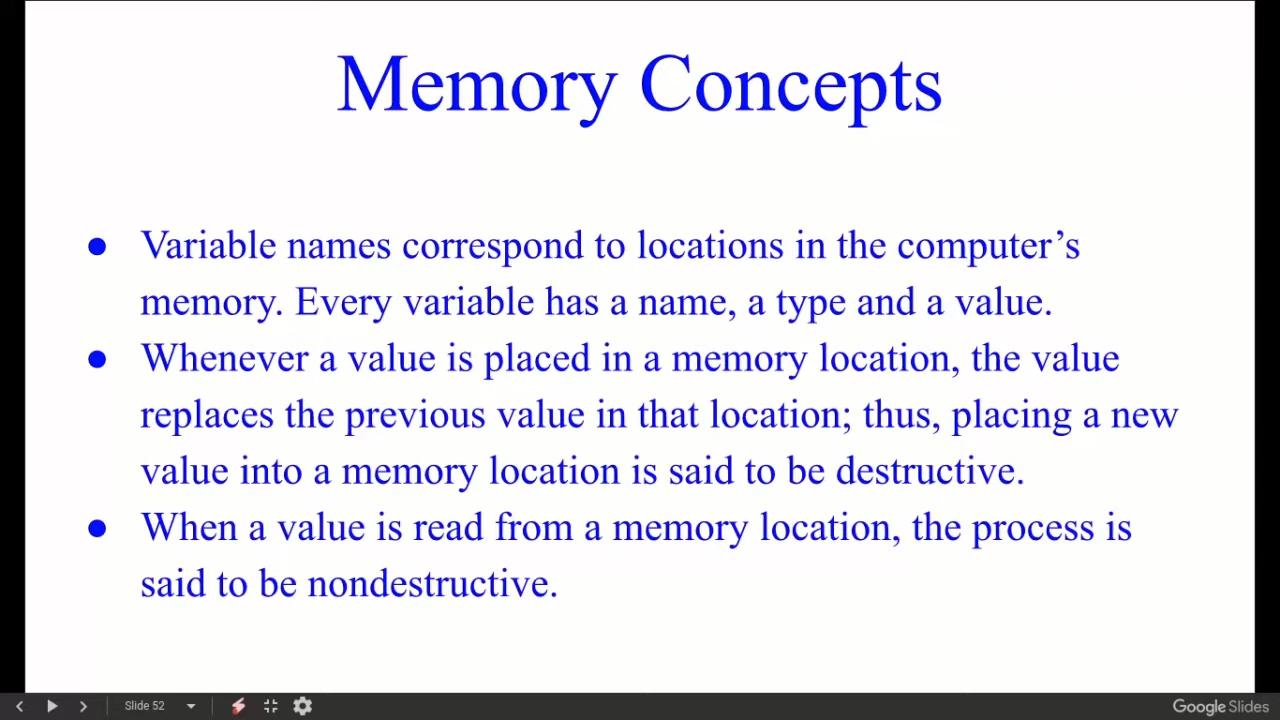 Memory Concepts
● Variable names correspond to locations in the computer’s
memory. Every variable has a name, a type and a value.
● Whenever a value is placed in a memory location, the value
replaces the previous value in that location; thus, placing a new
value into a memory location is said to be destructive.
● When a value is read from a memory location, the process is
said to be nondestructive.
Slide 52
Google Slides